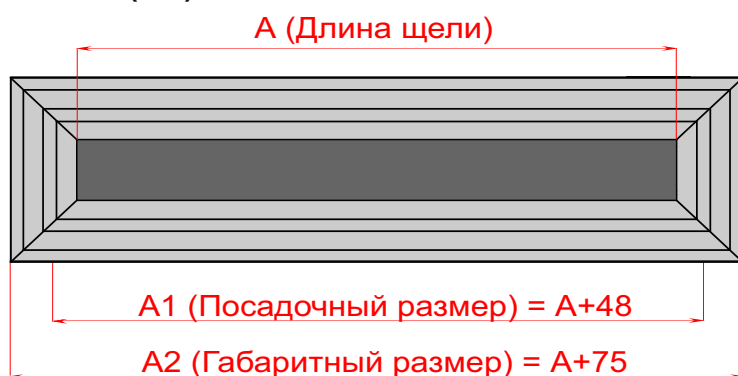 А (Длина щели)
А1 (Посадочный размер) = А+48
А2 (Габаритный размер) = А+75